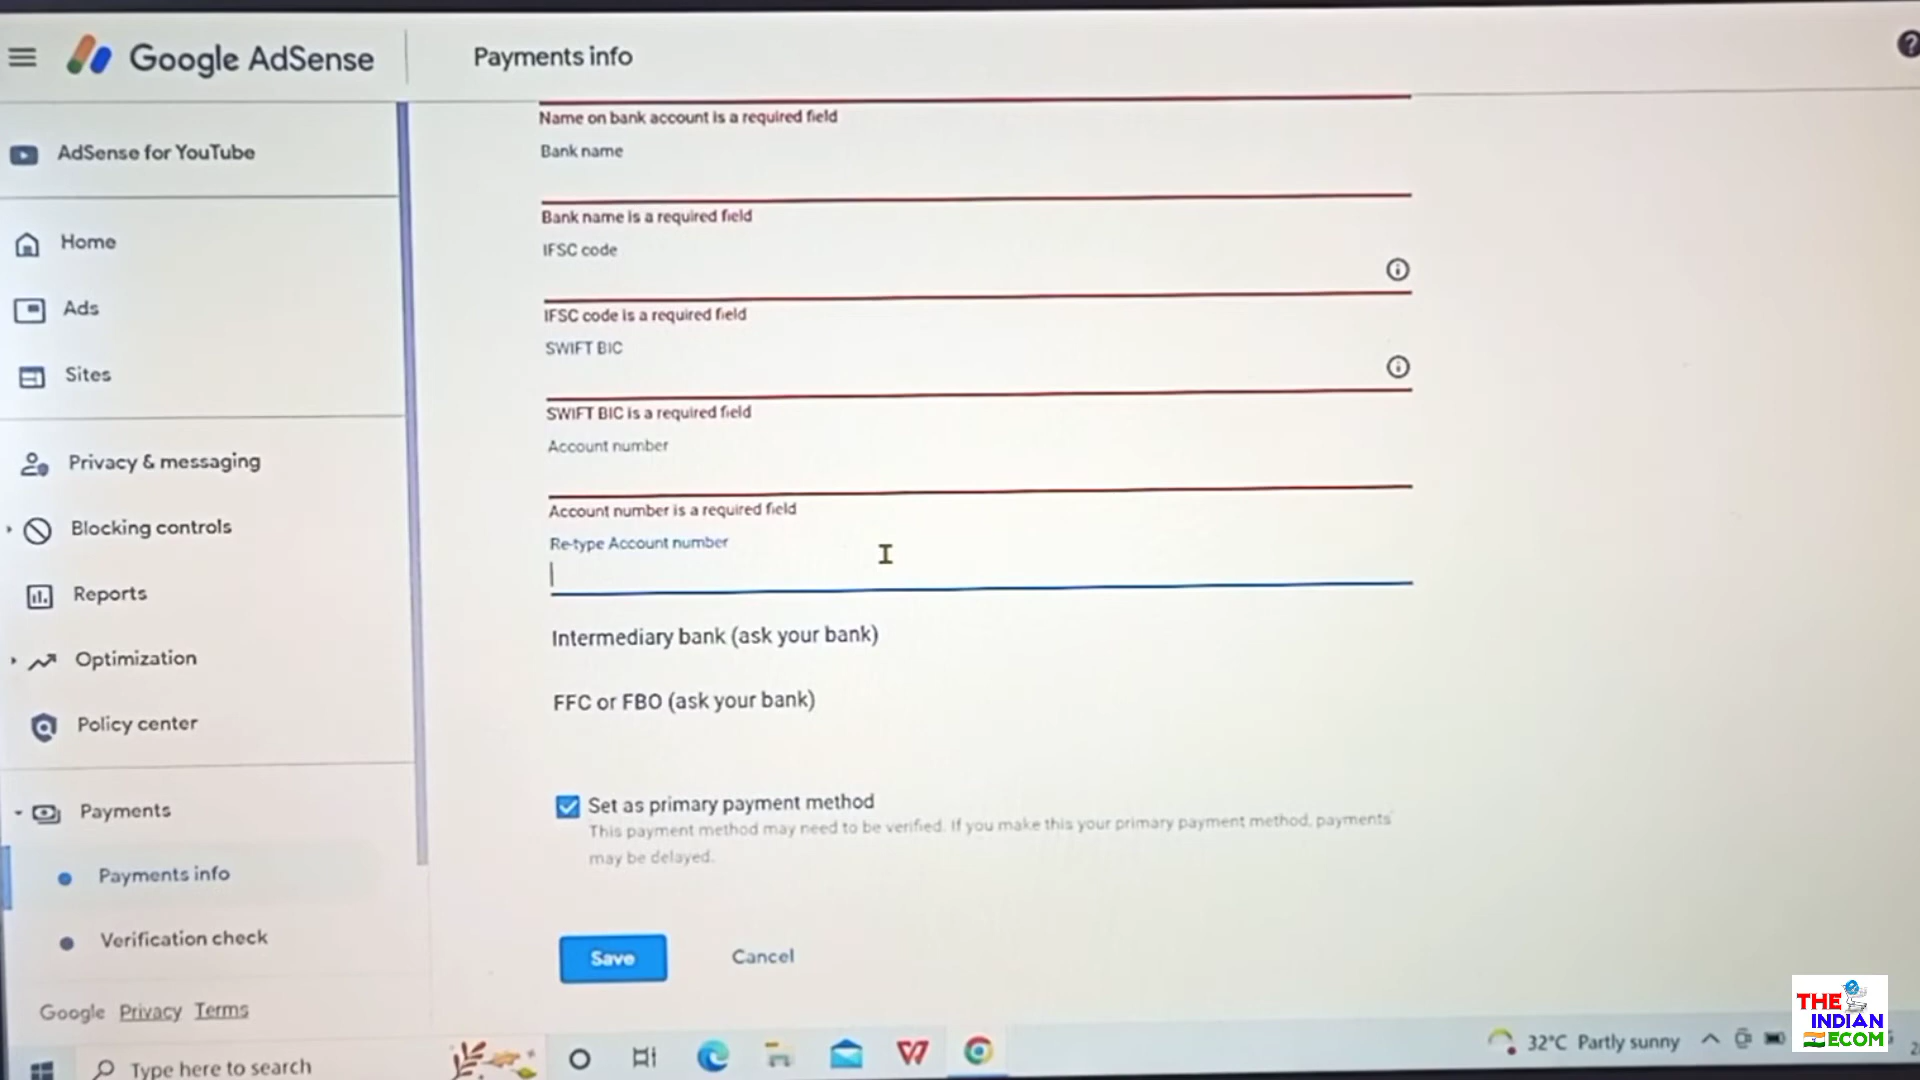 Google AdSense
Payments info
AdSense for YouTube
Home
Ads
Sites
Privacy & messaging
Blocking controls
Reports
Optimization
Policy center
Payments
Payments info
Verification check
Google Privacy Terms
Name on bank account is a required field
Bank name
Bank name is a required field
IFSC code
IFSC code is a required field
SWIFT BIC
SWIFT BIC is a required field
Account number
Account number is a required field
Re-type Account number
Intermediary bank (ask your bank)
FFC or FBO (ask your bank)
Set as primary payment method
This payment method may need to be verified. If you make this your primary payment method, payments
may be delayed.
Save
Cancel
Type here to search
32°C Partly sunny
THE
INDIAN
ECOM